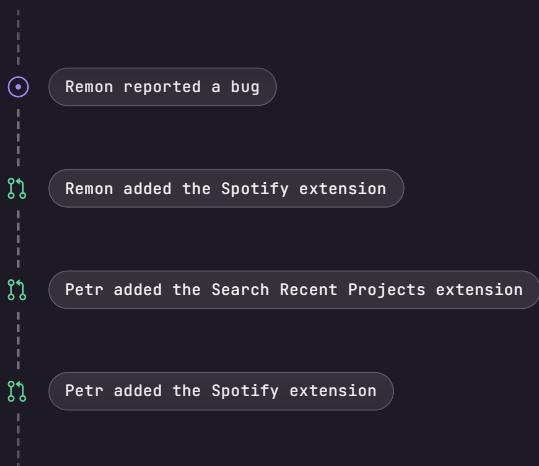 Remon reported a bug
Remon added the Spotify extension
Petr added the Search Recent Projects extension
Petr added the Spotify extension